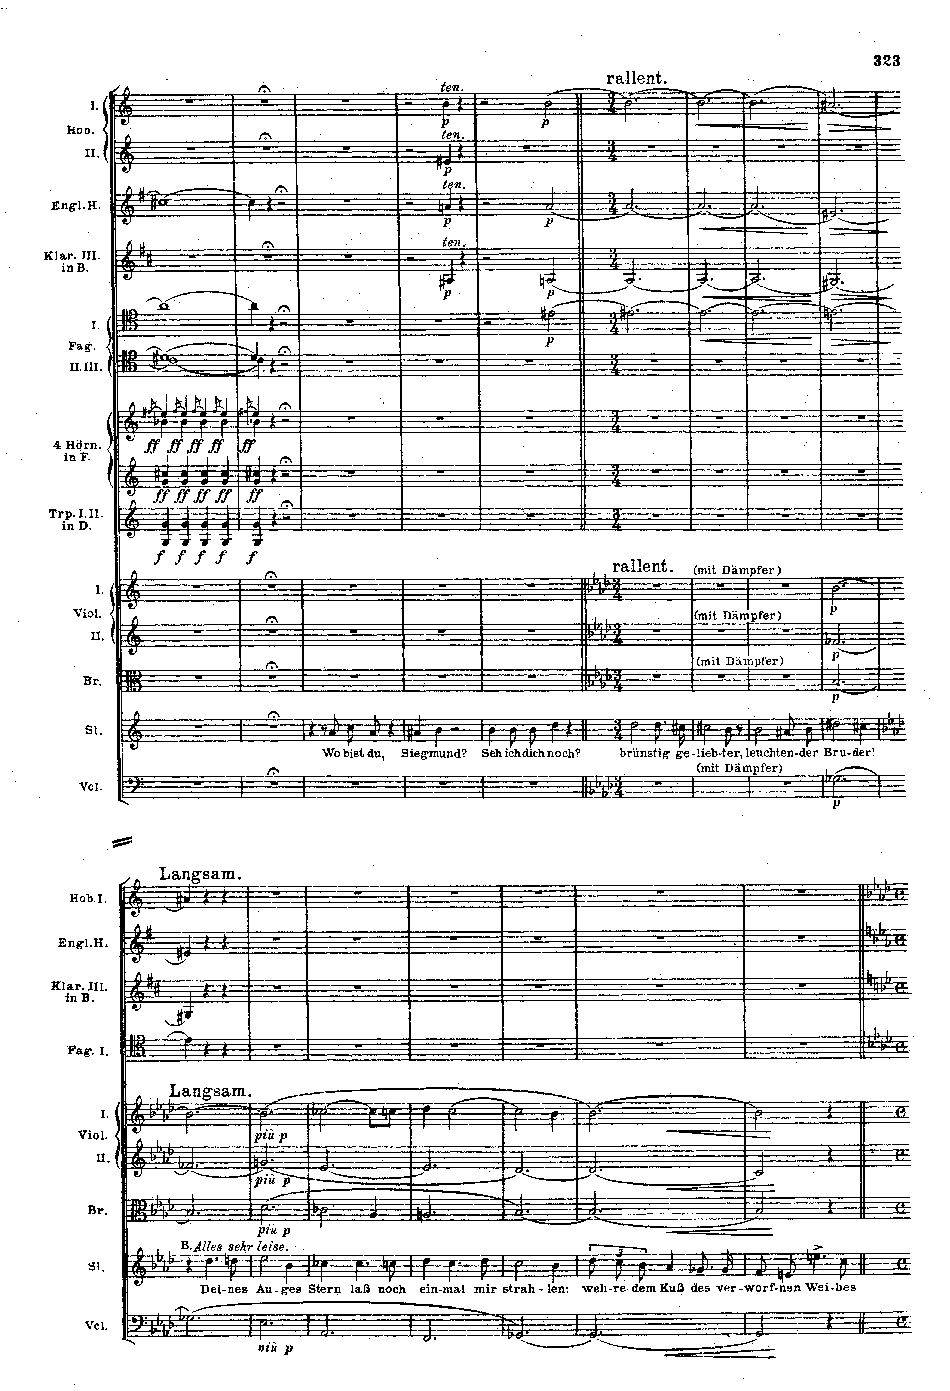 323
rallent.
I.
ten.
Hob.
p
p
II.
ten.
p
Engl.H.
ten.
p
p
Klar. III.
in B.
ten.
p
p
I.
Fag.
p
II.III.
4 Hörn.
in F.
ff ff ff ff ff
ff ff ff ff ff
Trp. I.II.
in D.
f f f f f
rallent. (mit Dämpfer)
I.
Viol.
p
(mit Dämpfer)
II.
p
(mit Dämpfer)
Br.
p
Sl.
Wo bist du, Siegmund? Seh ich dich noch? brünstig ge-lieb-ter, leuchten-der Bru-der!
(mit Dämpfer)
Vcl.
p
Langsam.
Hob. I.
Engl.H.
Klar. III.
in B.
Fag. I.
Langsam.
I.
Viol.
più p
II.
più p
Br.
più p
B. Alles sehr leise.
Sl.
3
Dei-nes Au-ges Stern laß noch ein-mal mir strah-len: weh-re dem Kuß des ver-worf-nen Wei-bes
Vcl.
più p